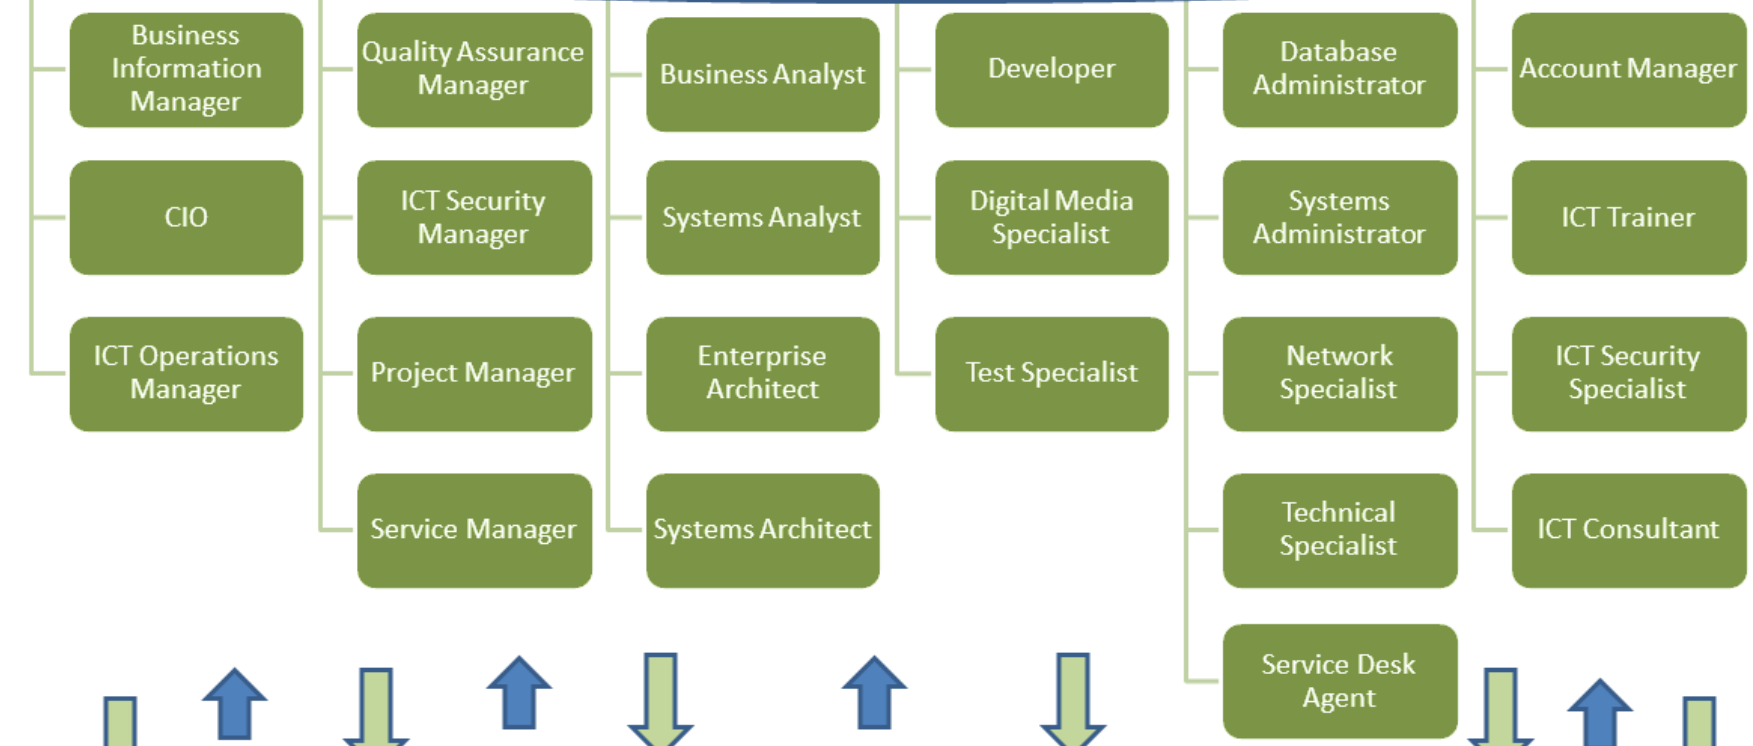 Business
Information
Manager
Quality Assurance
Manager
Business Analyst
Developer
Database
Administrator
Account Manager
CIO
ICT Security
Manager
Systems Analyst
Digital Media
Specialist
Systems
Administrator
ICT Trainer
ICT Operations
Manager
Project Manager
Enterprise
Architect
Test Specialist
Network
Specialist
ICT Security
Specialist
Service Manager
Systems Architect
Technical
Specialist
ICT Consultant
Service Desk
Agent